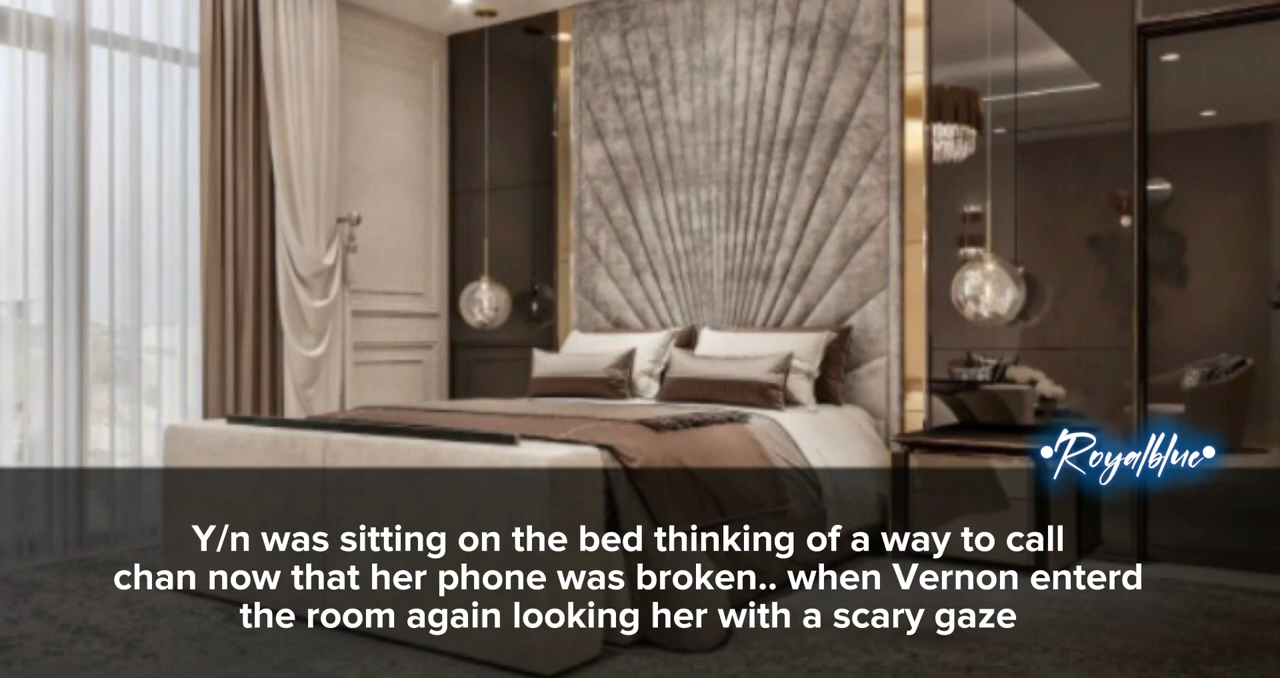 •Royalblue•
Y/n was sitting on the bed thinking of a way to call
chan now that her phone was broken.. when Vernon enterd
the room again looking her with a scary gaze